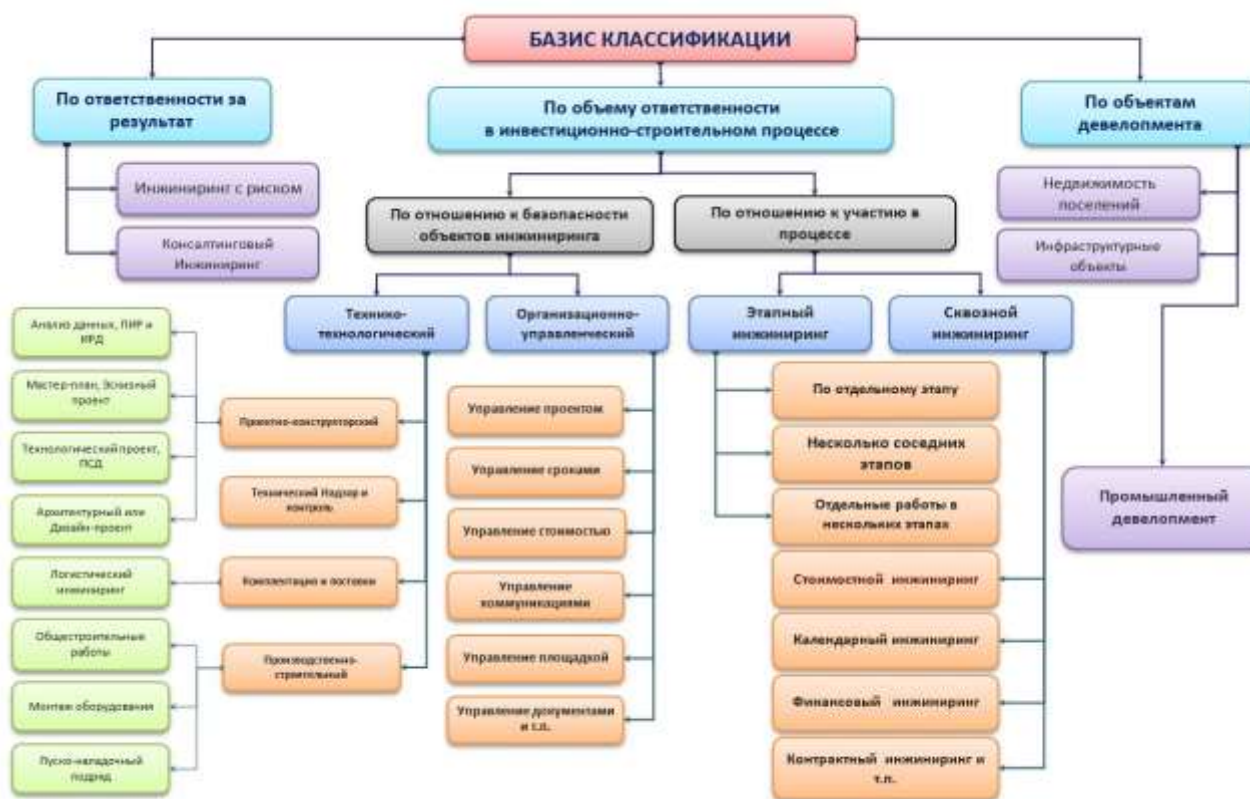 БАЗИС КЛАССИФИКАЦИИ
По ответственности за
результат
По объему ответственности
в инвестиционно-строительном процессе
По объектам
девелопмента
Инжиниринг с риском
Консалтинговый
Инжиниринг
По отношению к безопасности
объектов инжиниринга
По отношению к участию в
процессе
Недвижимость
поселений
Инфраструктурные
объекты
Промышленный
девелопмент
Технико-
технологический
Организационно-
управленческий
Этапный
инжиниринг
Сквозной
инжиниринг
Анализ данных, ПИР и
ИРД
Мастер-план, Эскизный
проект
Технологический проект,
ПСД
Архитектурный или
Дизайн-проект
Логистический
инжиниринг
Общестроительные
работы
Монтаж оборудования
Пуско-наладочный
подряд
Проектно-конструкторский
Технический Надзор и
контроль
Комплектация и поставки
Производственно-
строительный
Управление проектом
Управление сроками
Управление стоимостью
Управление
коммуникациями
Управление площадкой
Управление документами
и т.п.
По отдельному этапу
Несколько соседних
этапов
Отдельные работы в
нескольких этапах
Стоимостной инжиниринг
Календарный инжиниринг
Финансовый инжиниринг
Контрактный инжиниринг и
т.п.